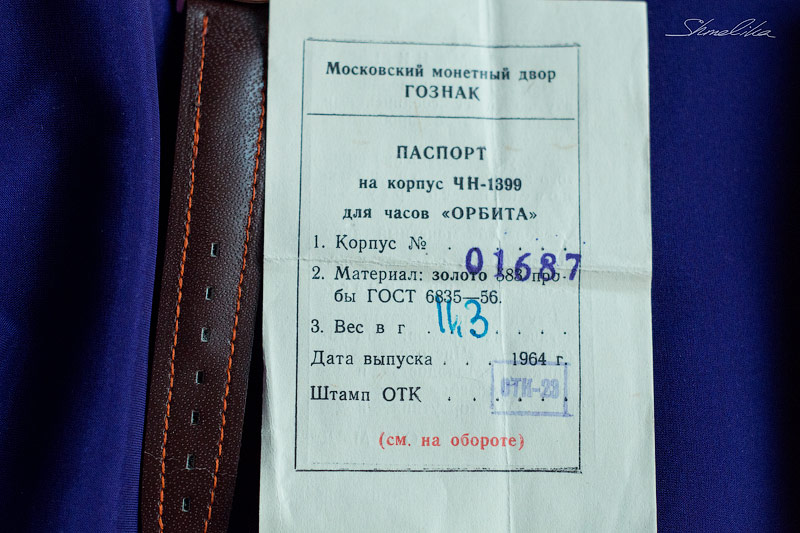 Shmelika
Московский монетный двор
ГОЗНАК
ПАСПОРТ
на корпус ЧН-1399
для часов «ОРБИТА»
1. Корпус № . . . . . .
01687
2. Материал: золото 583 про-
бы ГОСТ 6835—56.
3. Вес в г . 11,3 . . . .
Дата выпуска . . . 1964 г.
Штамп ОТК . . . . . .
ОТК-23
(см. на обороте)